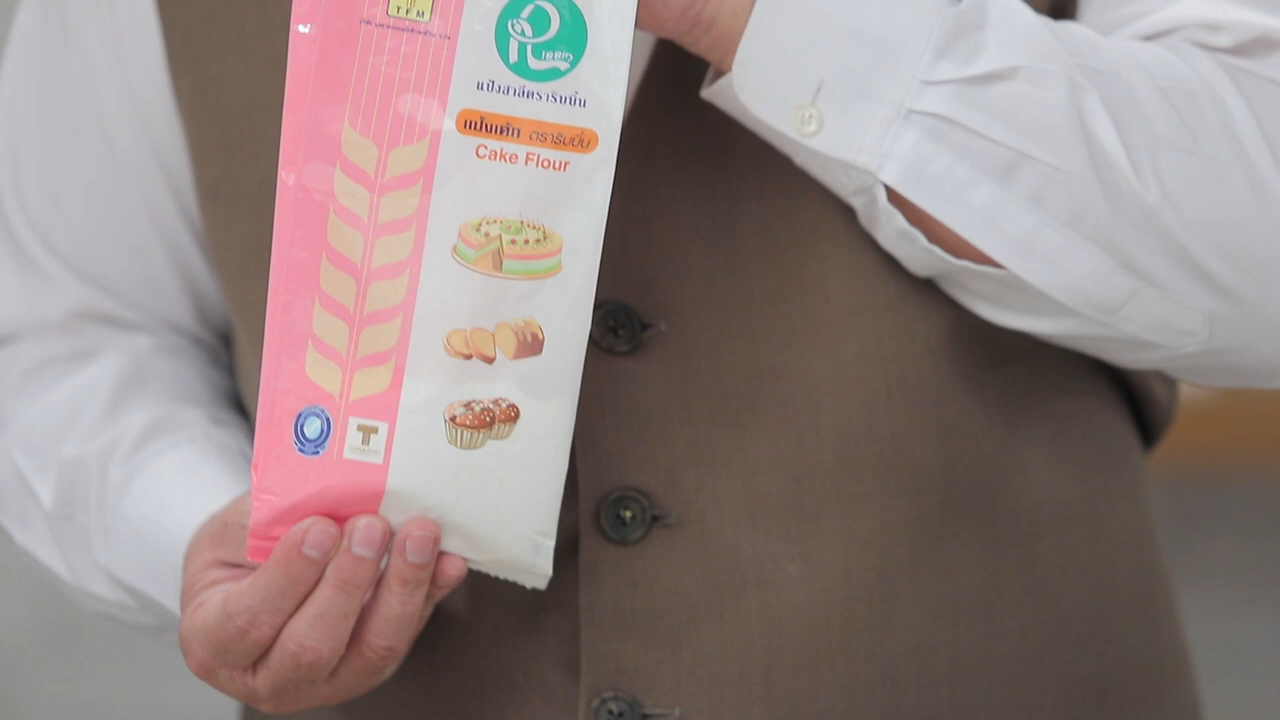 T F M
Ribbin
แป้งสาลีตราริบบิ้น
แป้งเค้ก ตราริบบิ้น
Cake Flour
T